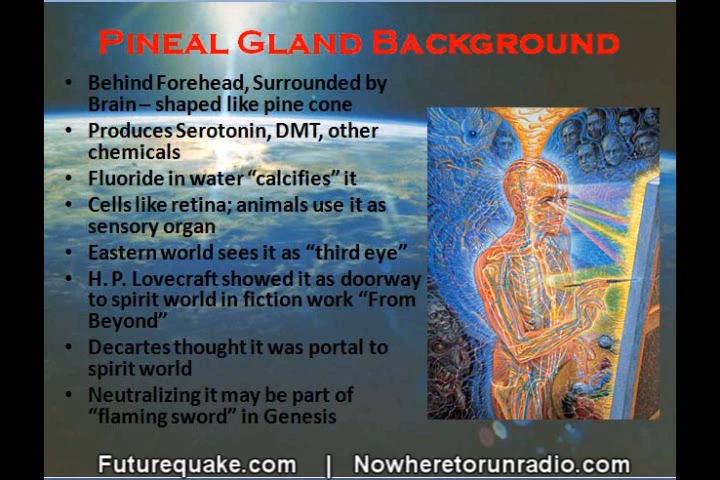 PINEAL GLAND BACKGROUND
• Behind Forehead, Surrounded by
Brain – shaped like pine cone
• Produces Serotonin, DMT, other
chemicals
• Fluoride in water “calcifies” it
• Cells like retina; animals use it as
sensory organ
• Eastern world sees it as “third eye”
• H. P. Lovecraft showed it as doorway
to spirit world in fiction work “From
Beyond”
• Decartes thought it was portal to
spirit world
• Neutralizing it may be part of
“flaming sword” in Genesis
Futurequake.com | Nowheretorunradio.com